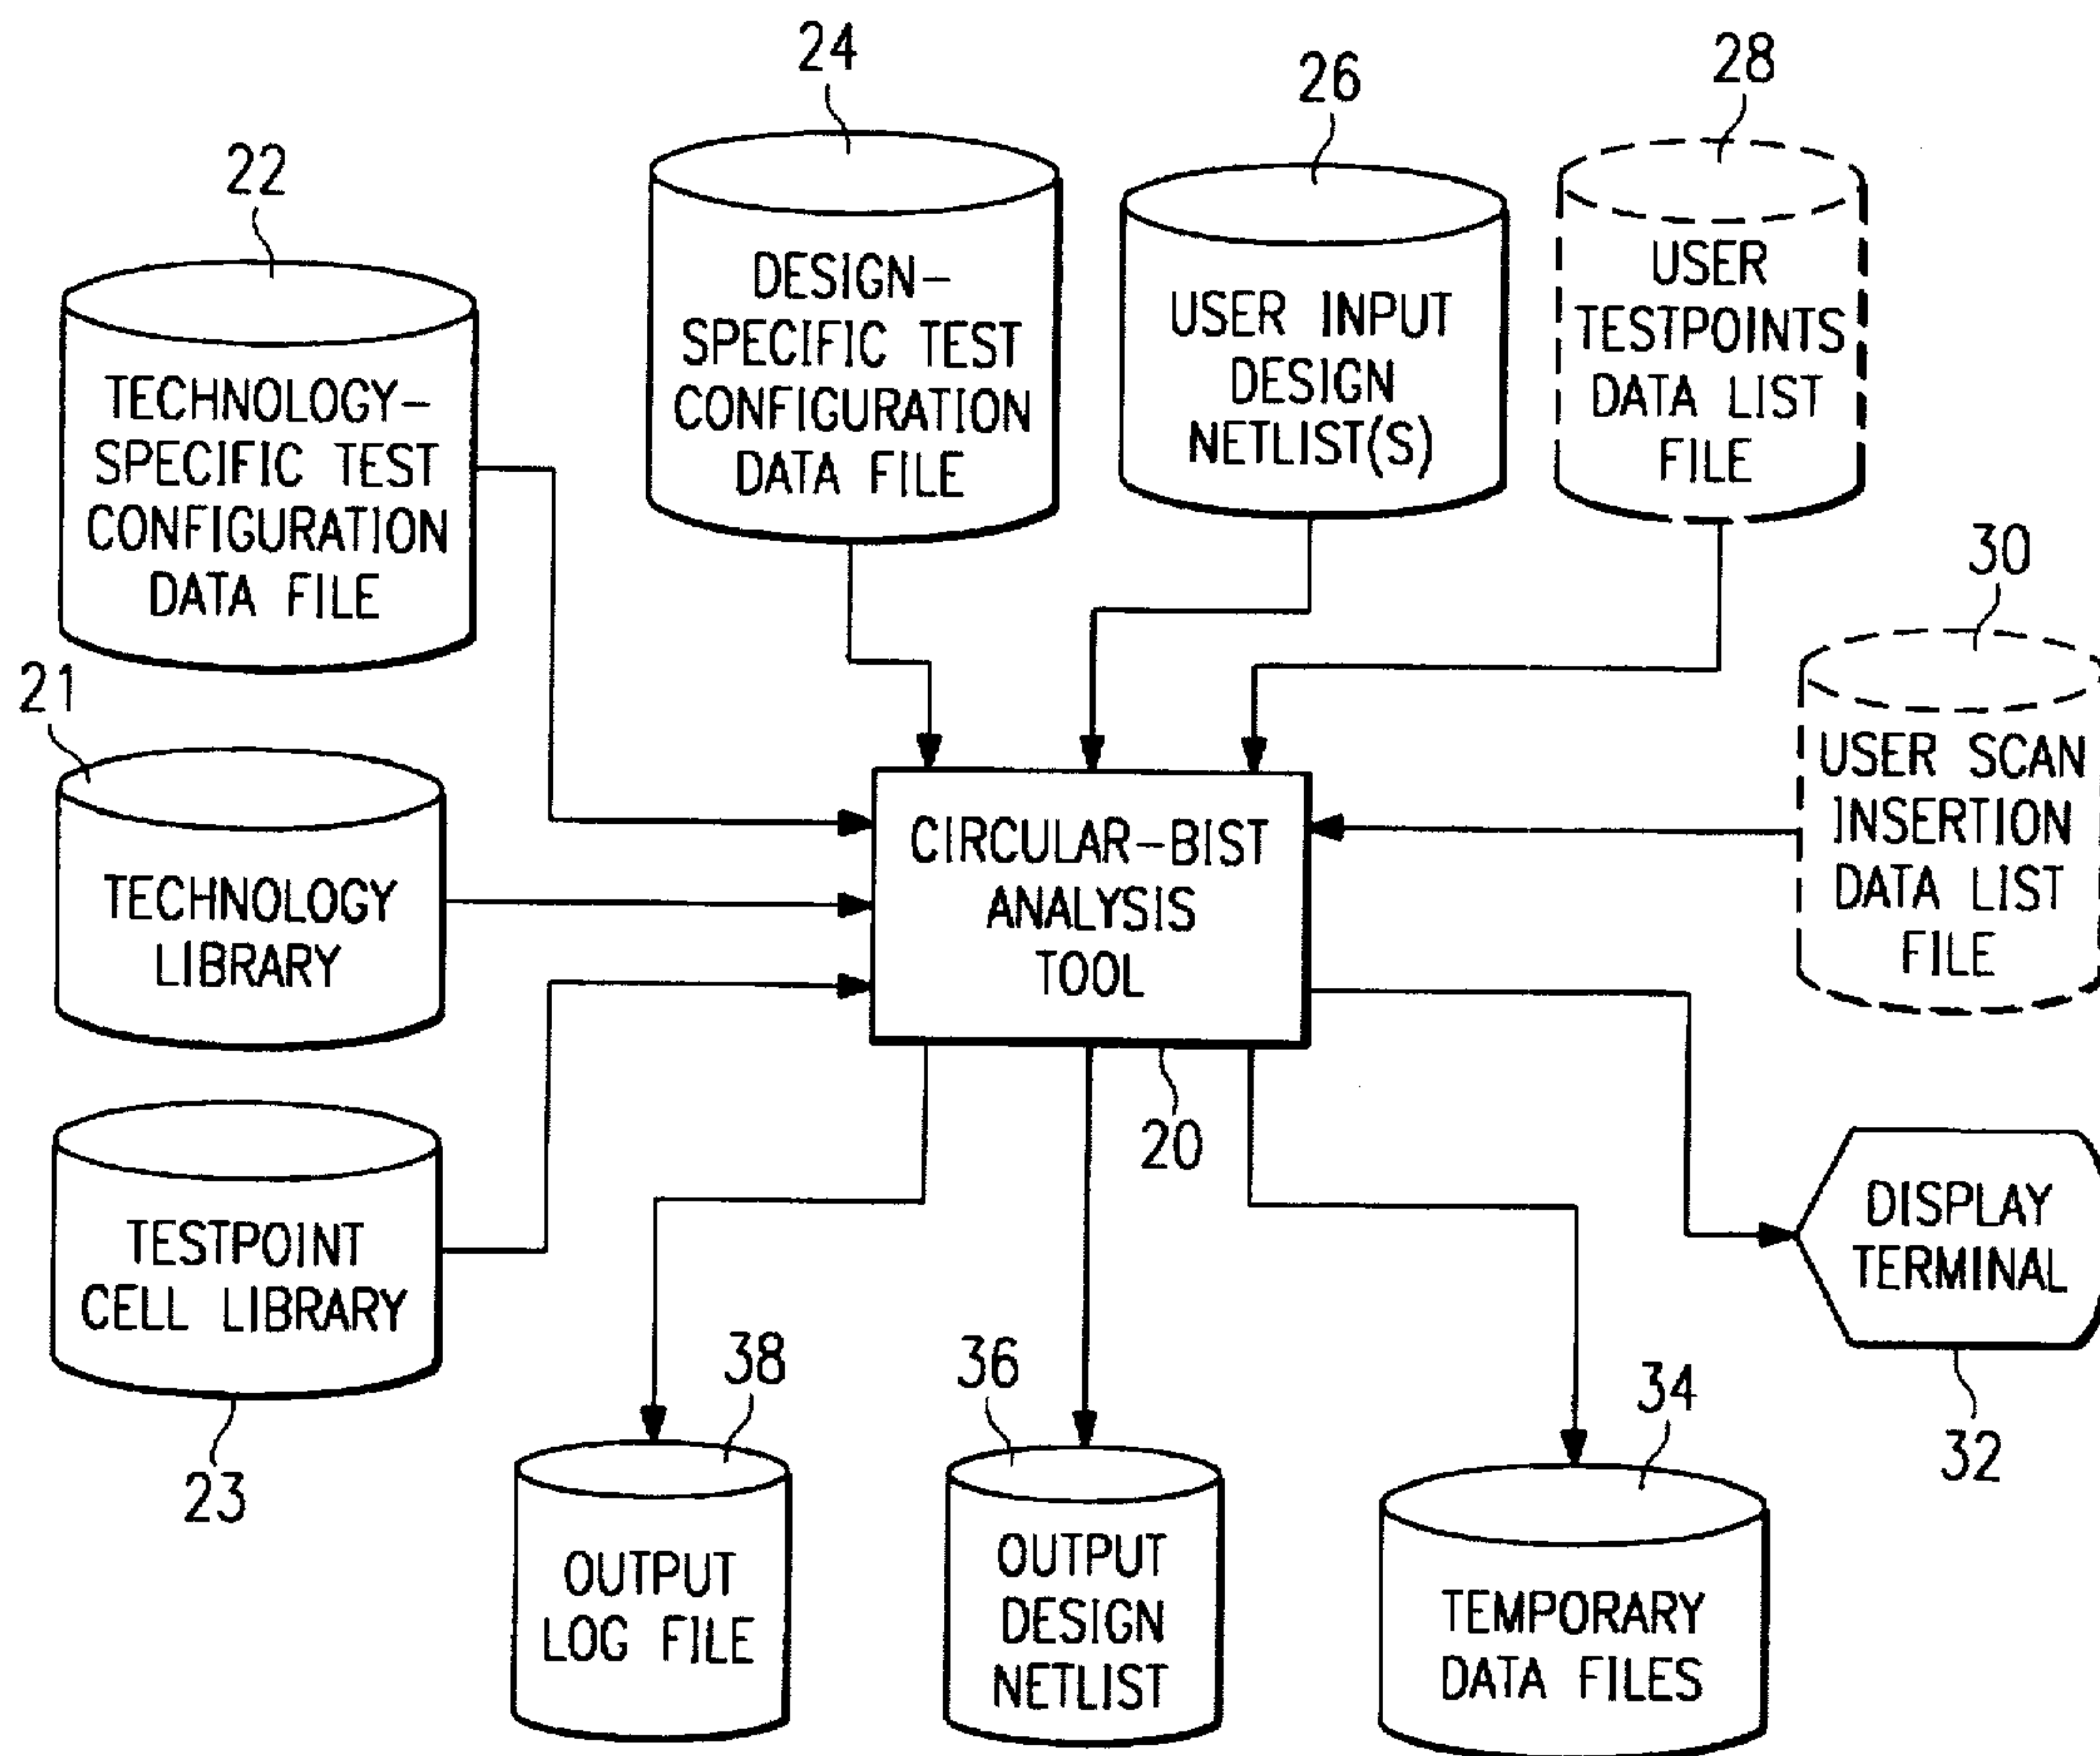 24
26
28
22
DESIGN-
SPECIFIC TEST
CONFIGURATION
DATA FILE
USER INPUT
DESIGN
NETLIST(S)
USER
TESTPOINTS
DATA LIST
FILE
TECHNOLOGY-
SPECIFIC TEST
CONFIGURATION
DATA FILE
30
21
USER SCAN
INSERTION
DATA LIST
FILE
TECHNOLOGY
LIBRARY
CIRCULAR-BIST
ANALYSIS
TOOL
20
TESTPOINT
CELL LIBRARY
23
DISPLAY
TERMINAL
32
38
36
34
OUTPUT
LOG FILE
OUTPUT
DESIGN
NETLIST
TEMPORARY
DATA FILES